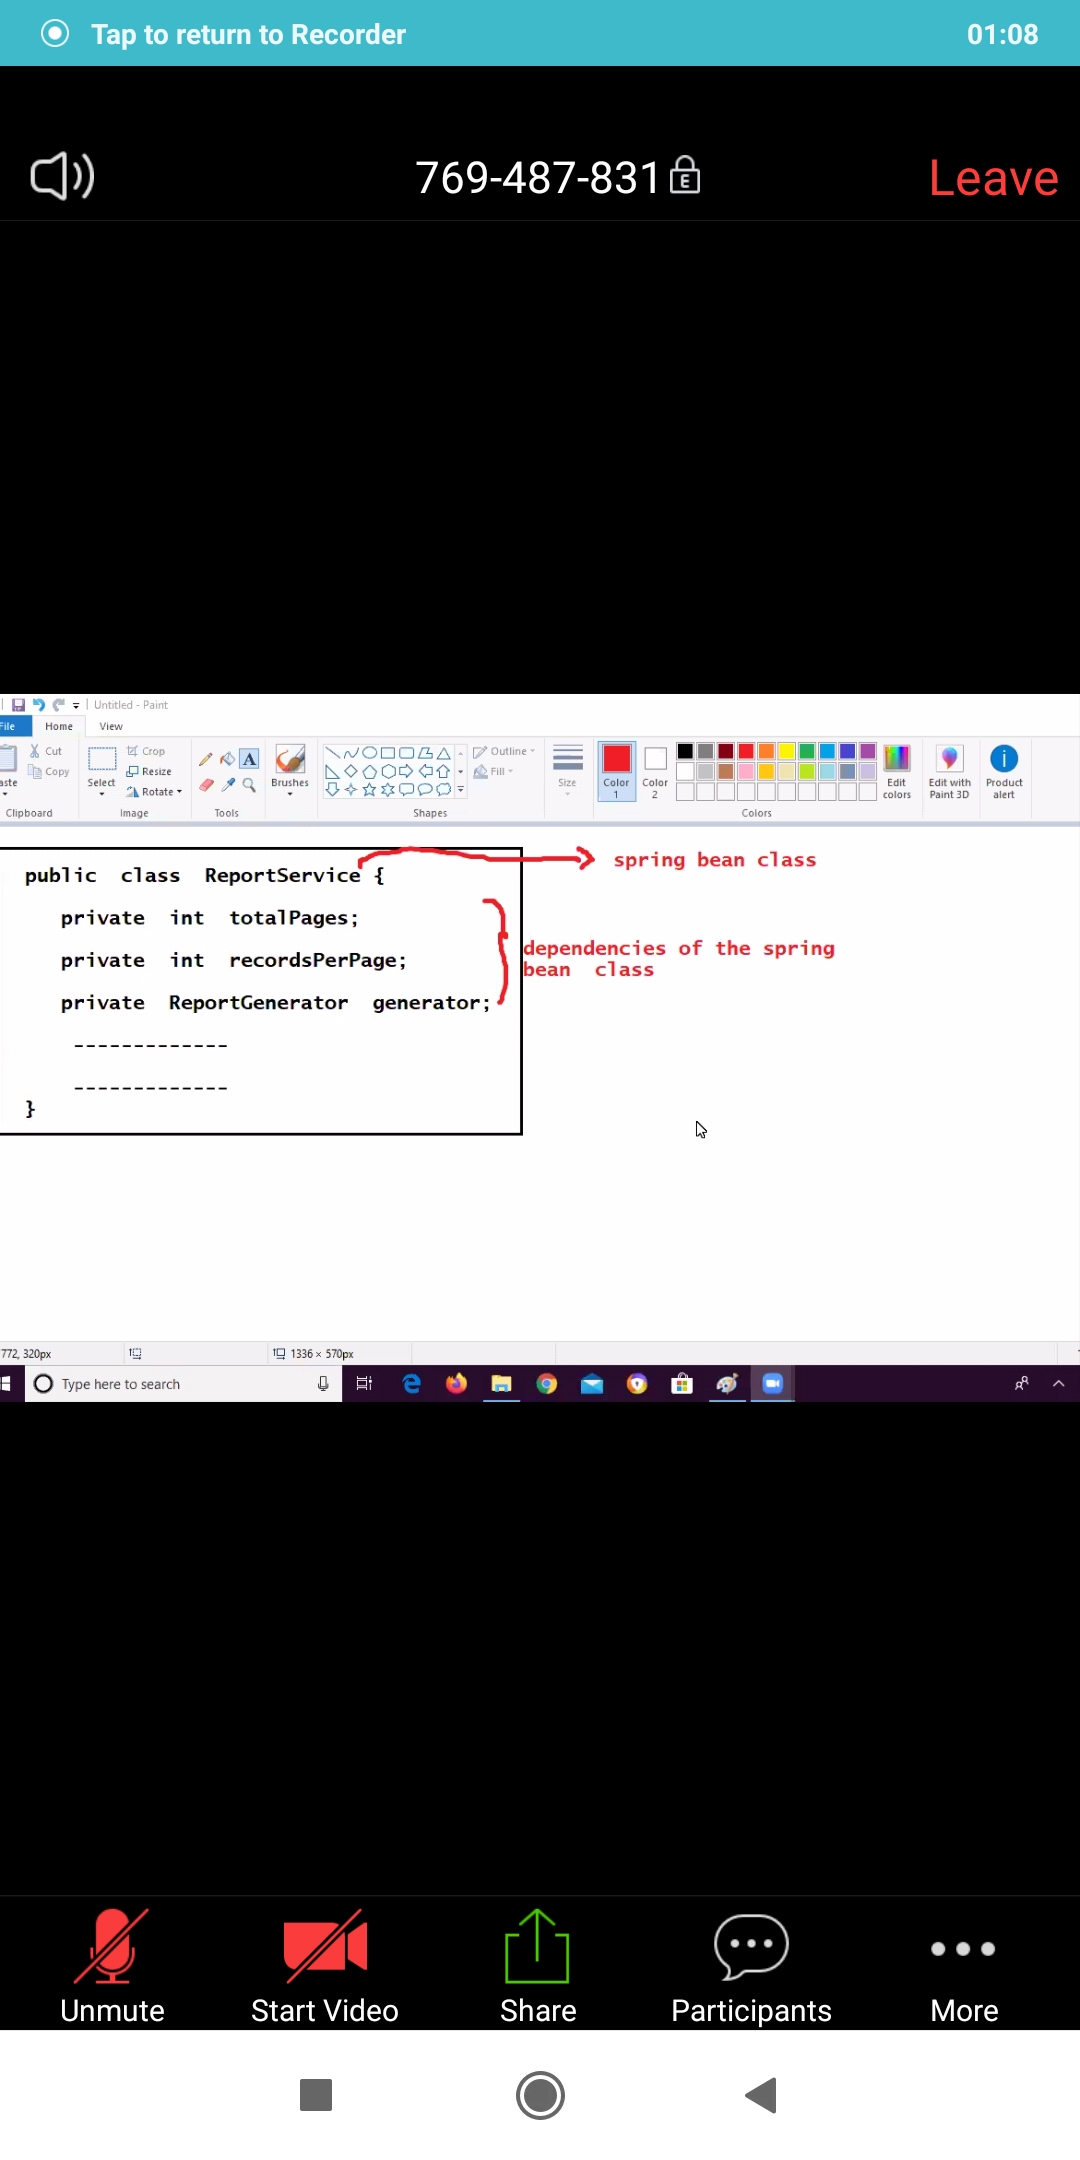 Tap to return to Recorder 01:08
769-487-831 E Leave
Untitled - Paint
File Home View
Cut
Copy
Clipboard
Select
Crop
Resize
Rotate
Image
A
Tools
Brushes
Outline
Fill
Shapes
Size
Color 1
Color 2
Edit colors
Colors
Edit with Paint 3D
Product alert
public class ReportService {
private int totalPages;
private int recordsPerPage;
private ReportGenerator generator;
-------------
-------------
}
spring bean class
dependencies of the spring
bean class
772, 320px 1336 × 570px
Type here to search
Unmute Start Video Share Participants More